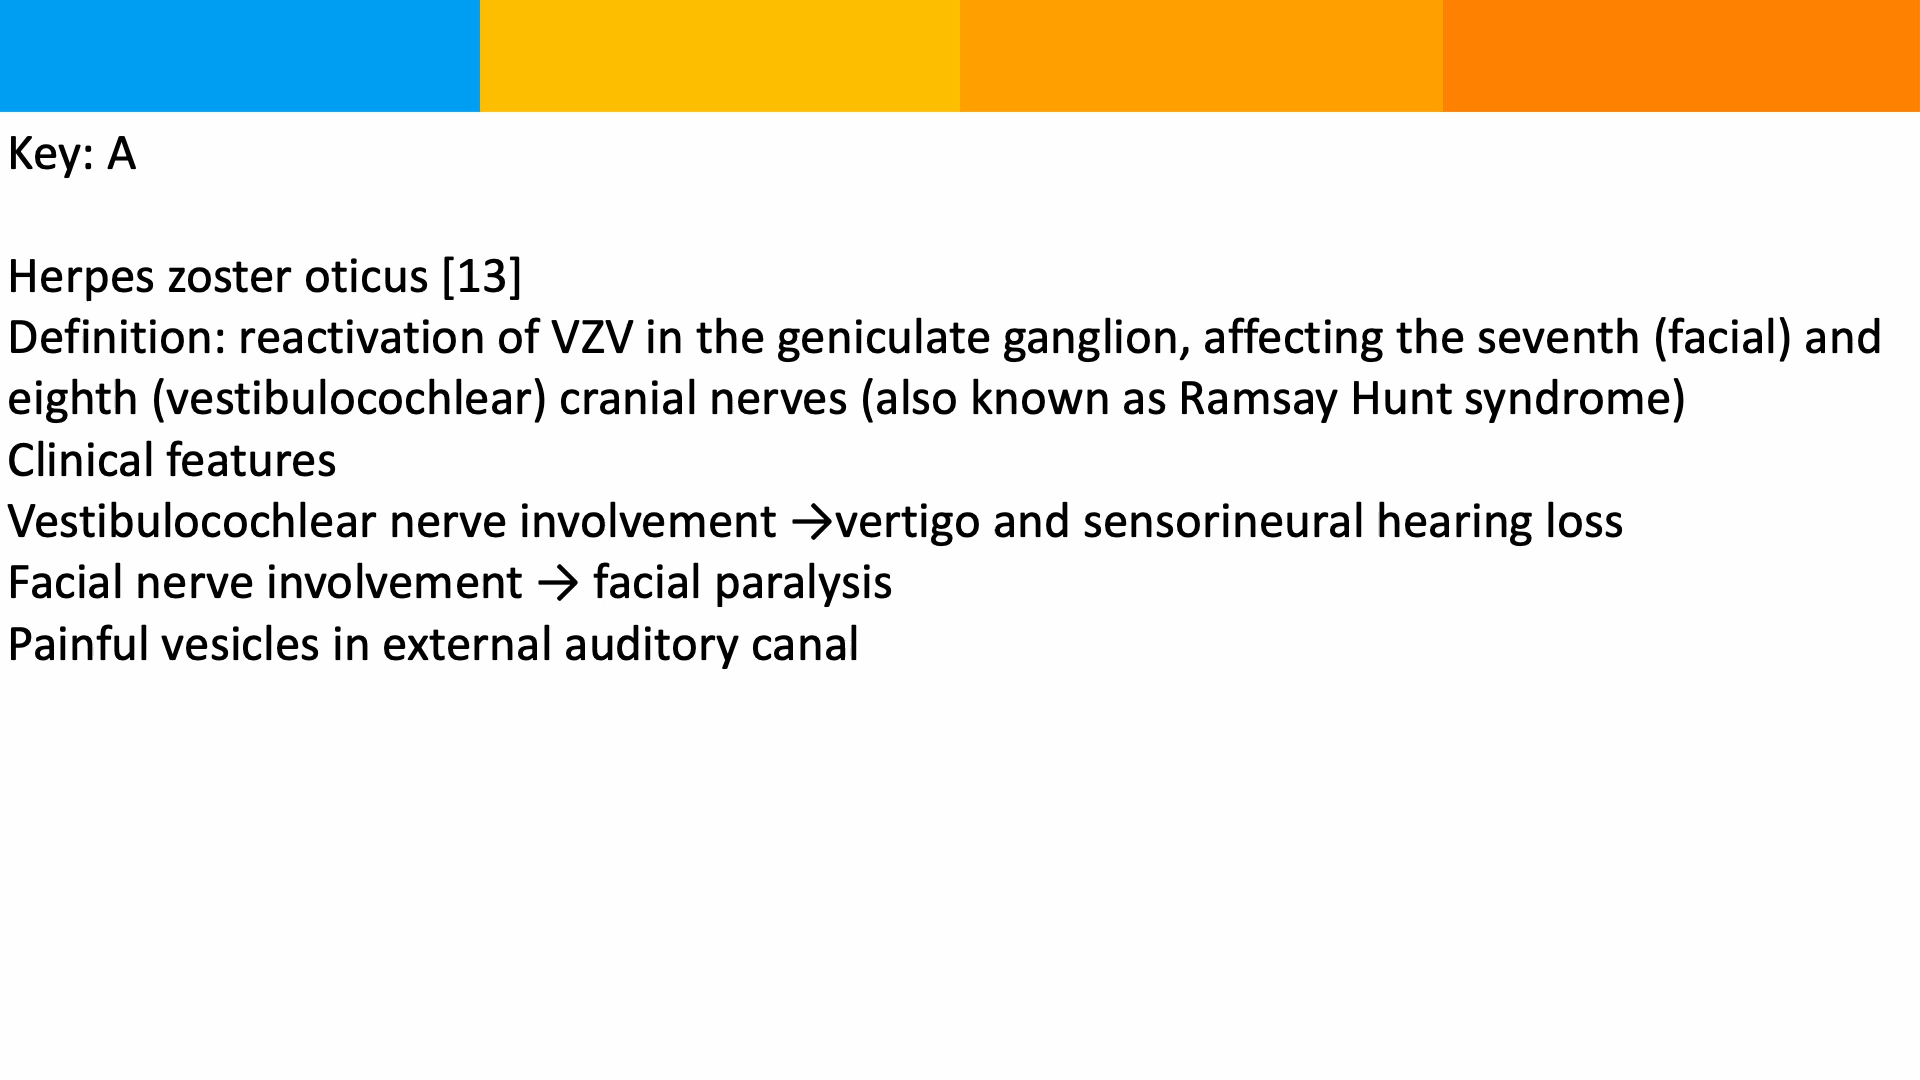 Key: A
Herpes zoster oticus [13]
Definition: reactivation of VZV in the geniculate ganglion, affecting the seventh (facial) and
eighth (vestibulocochlear) cranial nerves (also known as Ramsay Hunt syndrome)
Clinical features
Vestibulocochlear nerve involvement →vertigo and sensorineural hearing loss
Facial nerve involvement → facial paralysis
Painful vesicles in external auditory canal